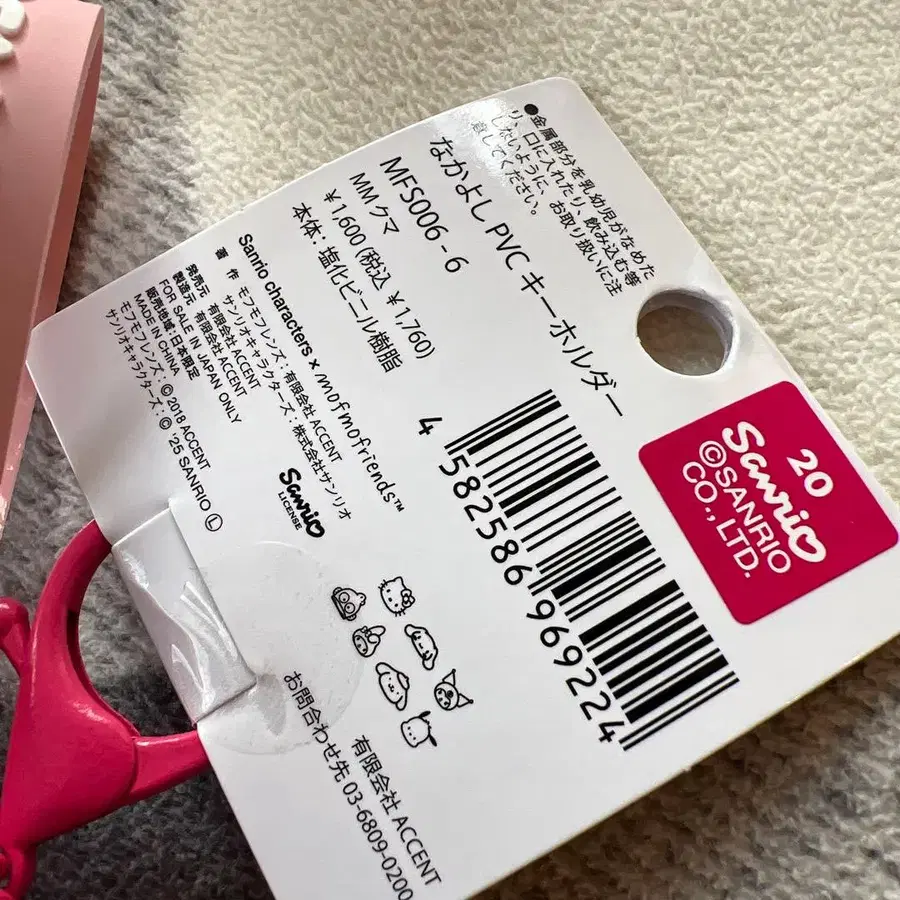 ●金属部分を乳幼児がなめた
り、口に入れたり、飲み込む等
しないように、お取り扱いに注
意してください。
なかよし PVC キーホルダー
MFS006 - 6
MM クマ
¥1,600 (税込 ¥1,760)
本体: 塩化ビニル樹脂
4 582586 969224
20
Sanrio
©SANRIO
CO., LTD.
Sanrio characters × mofmofriends™
著作 モフモフレンズ:有限会社 ACCENT
サンリオキャラクターズ:株式会社サンリオ
発売元 有限会社 ACCENT
製造元 有限会社 ACCENT
販売地域:日本限定
FOR SALE IN JAPAN ONLY
MADE IN CHINA
モフモフレンズ:© 2018 ACCENT
サンリオキャラクターズ:© '25 SANRIO Ⓛ
Sanrio
LICENSE
有限会社 ACCENT
お問合わせ先 03-6809-0200